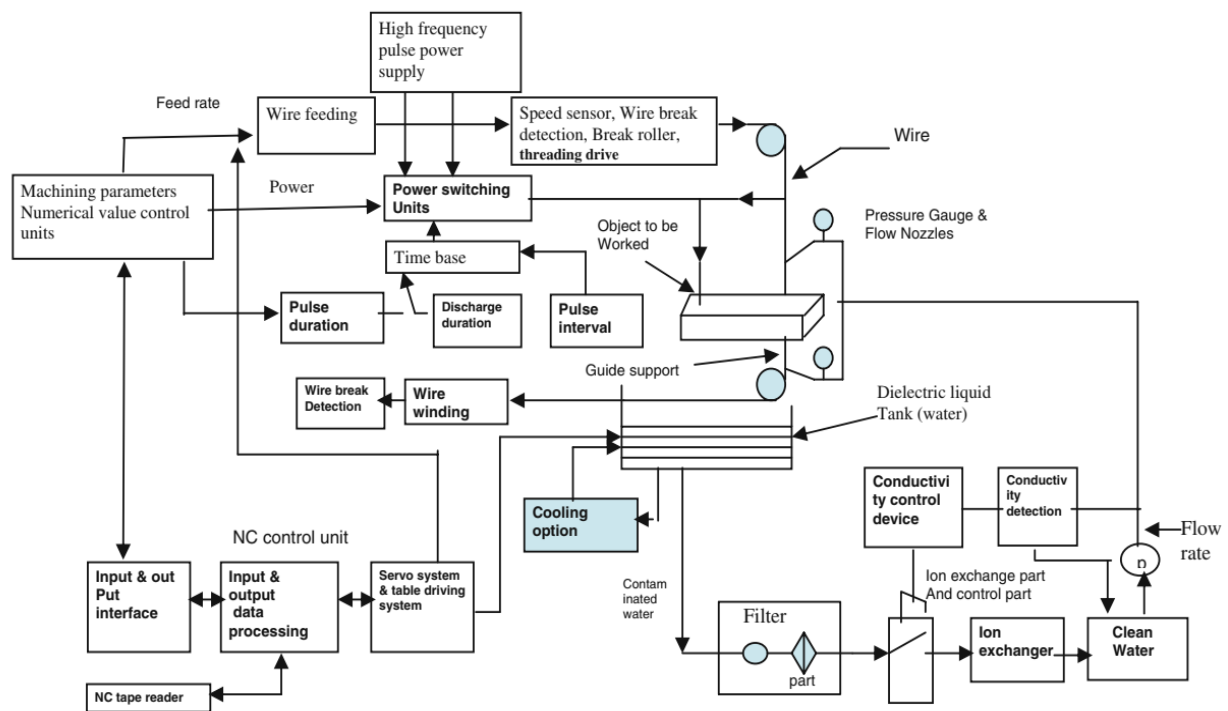 High frequency
pulse power
supply
Feed rate
Wire feeding
Speed sensor, Wire break
detection, Break roller,
threading drive
Wire
Machining parameters
Numerical value control
units
Power
Power switching
Units
Object to be
Worked
Pressure Gauge &
Flow Nozzles
Time base
Pulse
duration
Discharge
duration
Pulse
interval
Guide support
Wire break
Detection
Wire
winding
Dielectric liquid
Tank (water)
Cooling
option
Conductivi
ty control
device
Conductiv
ity
detection
Flow
rate
p
NC control unit
Input & out
Put
interface
Input &
output
data
processing
Servo system
& table driving
system
Contam
inated
water
Ion exchange part
And control part
Filter
part
Ion
exchanger
Clean
Water
NC tape reader